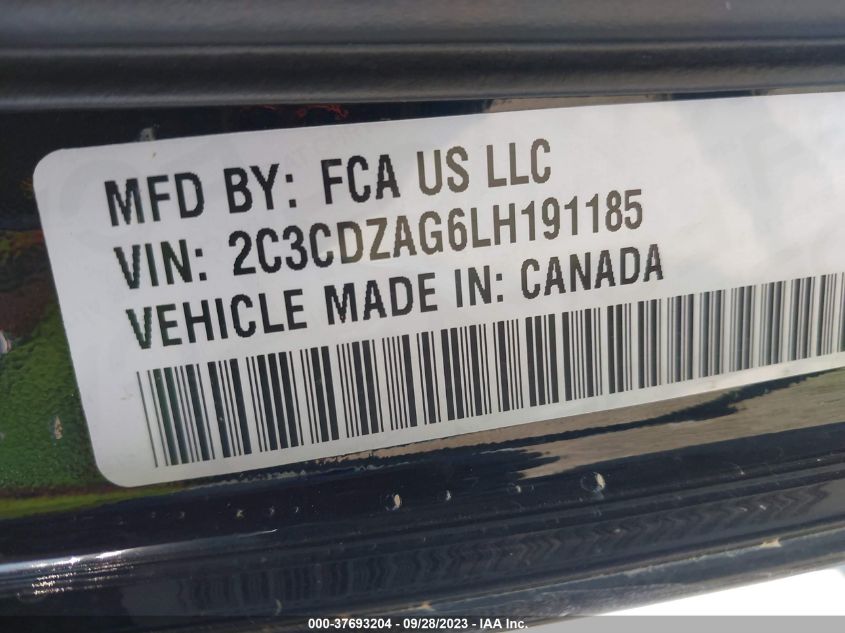 MFD BY: FCA US LLC
VIN: 2C3CDZAG6LH191185
VEHICLE MADE IN: CANADA
000-37693204 - 09/28/2023 - IAA Inc.